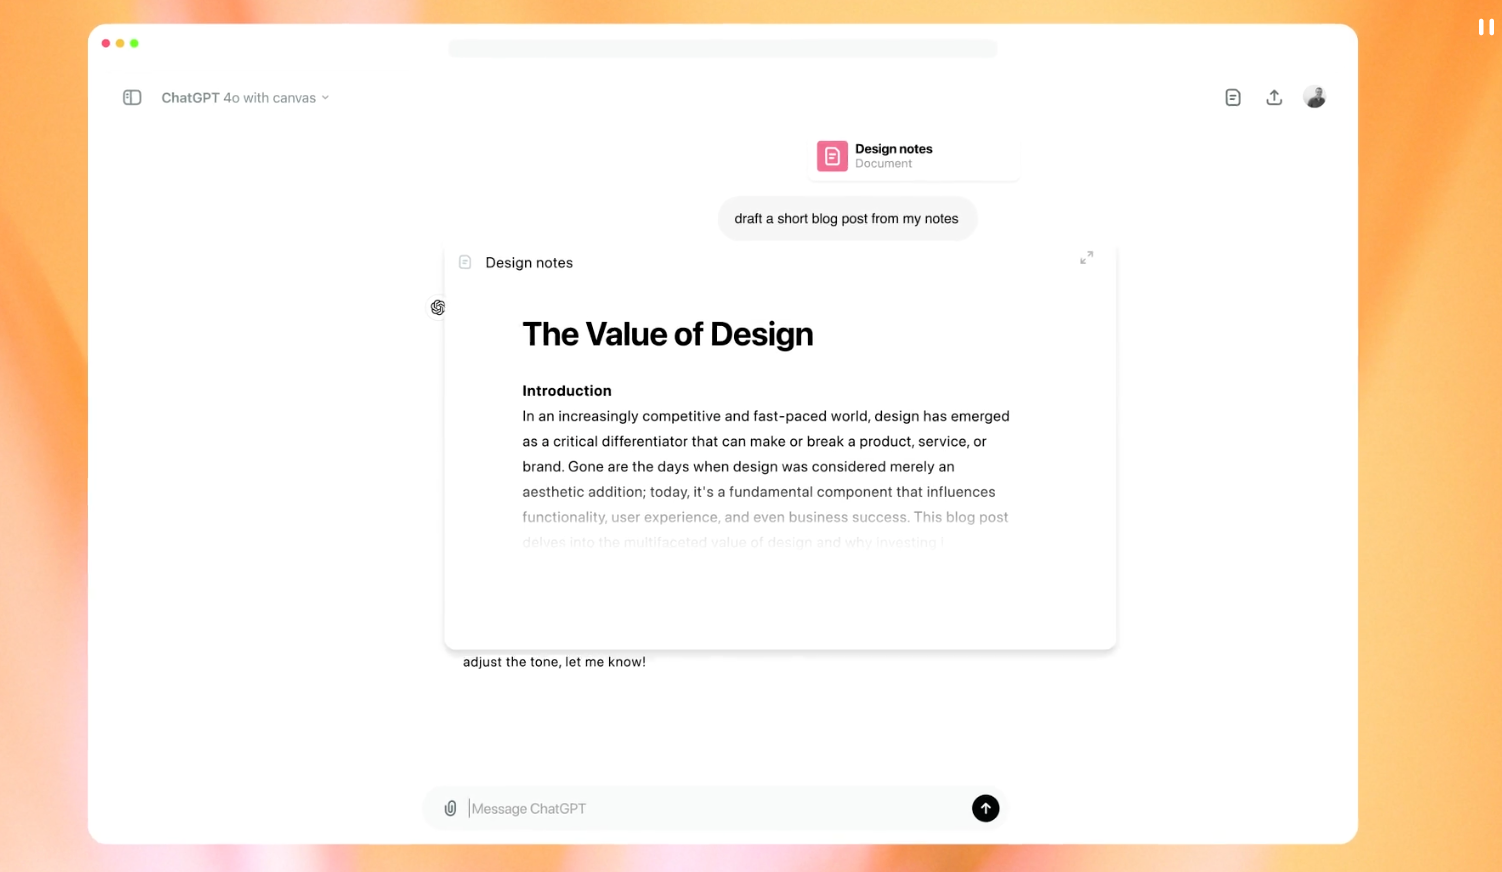 ChatGPT 4o with canvas
Design notes
Document
draft a short blog post from my notes
Design notes
The Value of Design
Introduction
In an increasingly competitive and fast-paced world, design has emerged
as a critical differentiator that can make or break a product, service, or
brand. Gone are the days when design was considered merely an
aesthetic addition; today, it's a fundamental component that influences
functionality, user experience, and even business success. This blog post
delves into the multifaceted value of design and why investing
adjust the tone, let me know!
Message ChatGPT